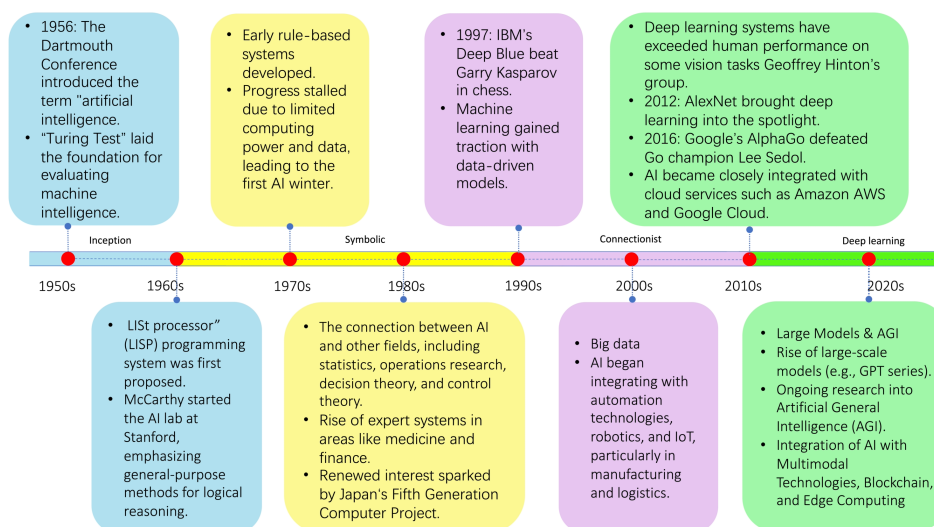 • 1956: The
Dartmouth
Conference
introduced the
term "artificial
intelligence.
• “Turing Test” laid
the foundation for
evaluating
machine
intelligence.
• Early rule-based
systems
developed.
• Progress stalled
due to limited
computing
power and data,
leading to the
first AI winter.
• 1997: IBM's
Deep Blue beat
Garry Kasparov
in chess.
• Machine
learning gained
traction with
data-driven
models.
• Deep learning systems have
exceeded human performance on
some vision tasks Geoffrey Hinton's
group.
• 2012: AlexNet brought deep
learning into the spotlight.
• 2016: Google's AlphaGo defeated
Go champion Lee Sedol.
• AI became closely integrated with
cloud services such as Amazon AWS
and Google Cloud.
Inception
Symbolic
Connectionist
Deep learning
1950s
1960s
1970s
1980s
1990s
2000s
2010s
2020s
• LISt processor”
(LISP) programming
system was first
proposed.
• McCarthy started
the AI lab at
Stanford,
emphasizing
general-purpose
methods for logical
reasoning.
• The connection between AI
and other fields, including
statistics, operations research,
decision theory, and control
theory.
• Rise of expert systems in
areas like medicine and
finance.
• Renewed interest sparked
by Japan's Fifth Generation
Computer Project.
• Big data
• AI began
integrating with
automation
technologies,
robotics, and IoT,
particularly in
manufacturing
and logistics.
• Large Models & AGI
• Rise of large-scale
models (e.g., GPT series).
• Ongoing research into
Artificial General
Intelligence (AGI).
• Integration of AI with
Multimodal
Technologies, Blockchain,
and Edge Computing